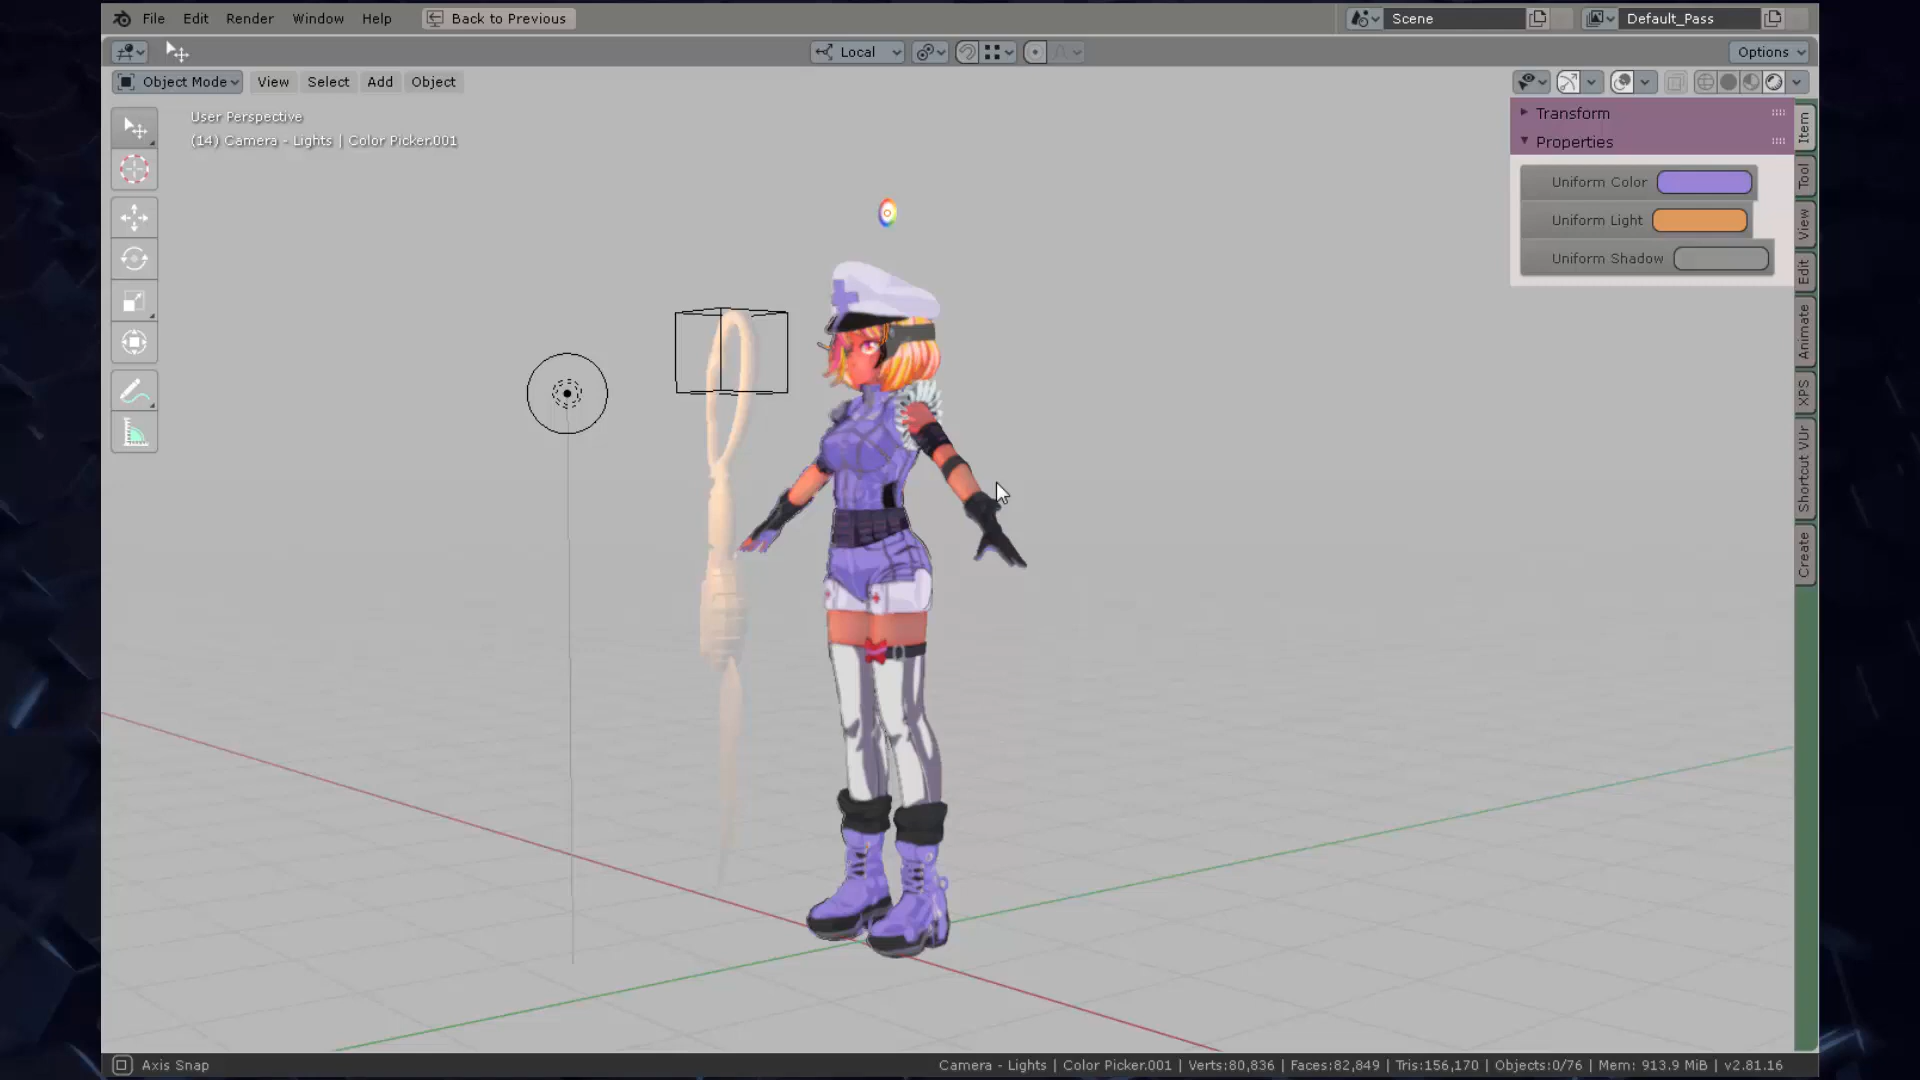 File Edit Render Window Help Back to Previous Scene Default_Pass
Local Options
Object Mode View Select Add Object
User Perspective
(14) Camera - Lights | Color Picker.001
Transform
Properties
Uniform Color
Uniform Light
Uniform Shadow
Item
Tool
View
Edit
Animate
XPS
Shortcut VUr
Create
Axis Snap Camera - Lights | Color Picker.001 | Verts:80,836 | Faces:82,849 | Tris:156,170 | Objects:0/76 | Mem: 913.9 MiB | v2.81.16